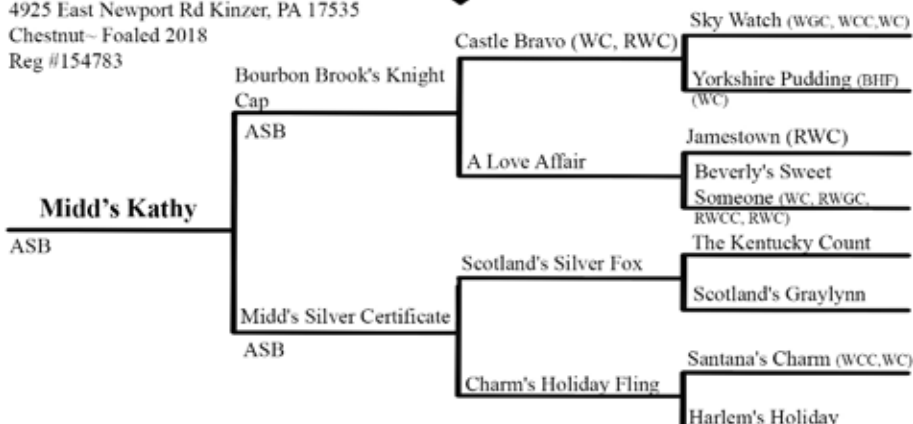 4925 East Newport Rd Kinzer, PA 17535
Chestnut~ Foaled 2018
Reg #154783
Sky Watch (WGC, WCC,WC)
Castle Bravo (WC, RWC)
Yorkshire Pudding (BHF)
(WC)
Bourbon Brook's Knight
Cap
ASB
Jamestown (RWC)
A Love Affair
Beverly's Sweet
Someone (WC, RWGC,
RWCC, RWC)
Midd's Kathy
ASB
The Kentucky Count
Scotland's Silver Fox
Scotland's Graylynn
Midd's Silver Certificate
ASB
Santana's Charm (WCC,WC)
Charm's Holiday Fling
Harlem's Holiday